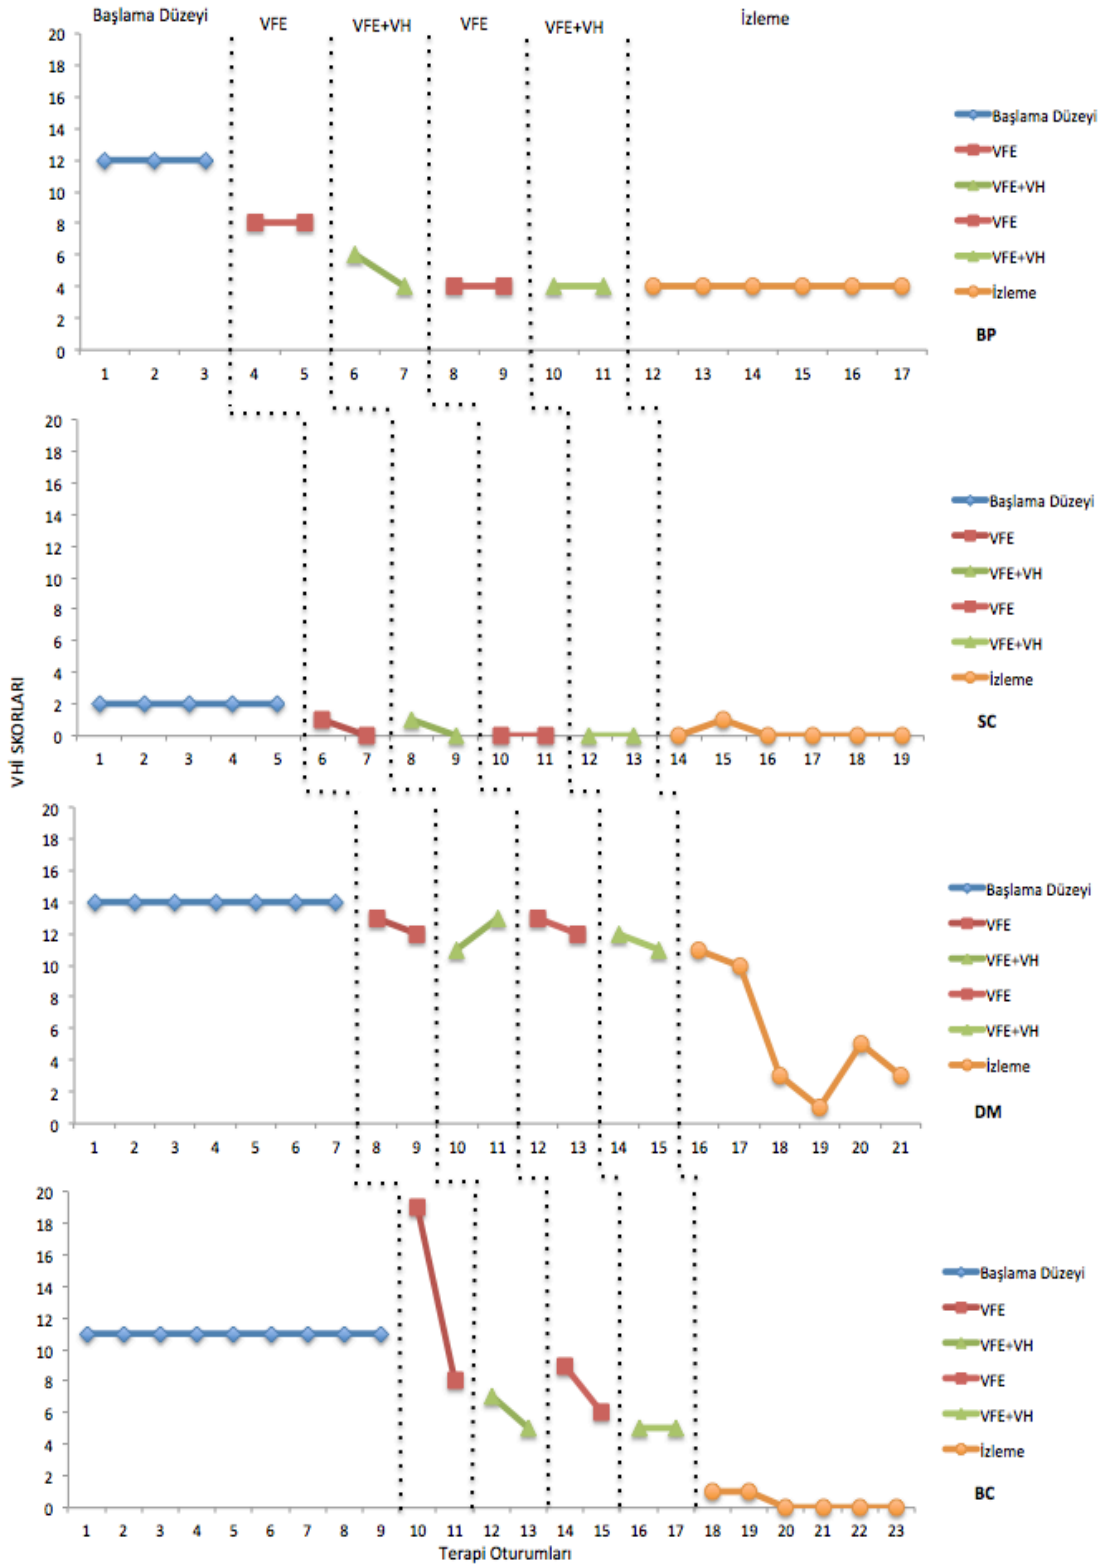 Başlama Düzeyi VFE VFE+VH VFE VFE+VH İzleme
20
18
16
14
12
10
8
6
4
2
0
1 2 3 4 5 6 7 8 9 10 11 12 13 14 15 16 17
Başlama Düzeyi
VFE
VFE+VH
VFE
VFE+VH
İzleme
BP
VHİ SKORLARI
20
18
16
14
12
10
8
6
4
2
0
1 2 3 4 5 6 7 8 9 10 11 12 13 14 15 16 17 18 19
Başlama Düzeyi
VFE
VFE+VH
VFE
VFE+VH
İzleme
SC
20
18
16
14
12
10
8
6
4
2
0
1 2 3 4 5 6 7 8 9 10 11 12 13 14 15 16 17 18 19 20 21
Başlama Düzeyi
VFE
VFE+VH
VFE
VFE+VH
İzleme
DM
20
18
16
14
12
10
8
6
4
2
0
1 2 3 4 5 6 7 8 9 10 11 12 13 14 15 16 17 18 19 20 21 22 23
Başlama Düzeyi
VFE
VFE+VH
VFE
VFE+VH
İzleme
BC
Terapi Oturumları